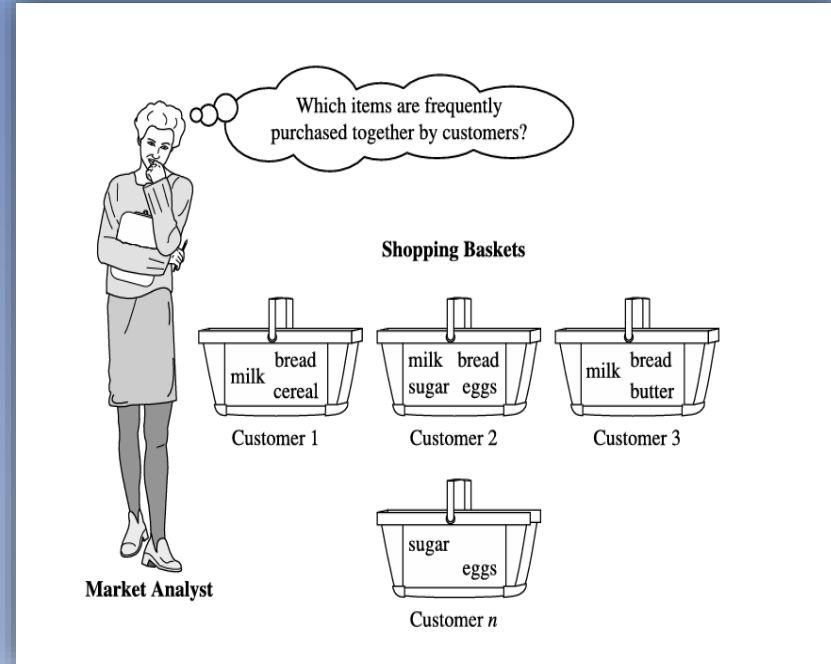 Which items are frequently
purchased together by customers?
Shopping Baskets
milk bread
cereal
Customer 1
milk bread
sugar eggs
Customer 2
milk bread
butter
Customer 3
sugar
eggs
Customer n
Market Analyst